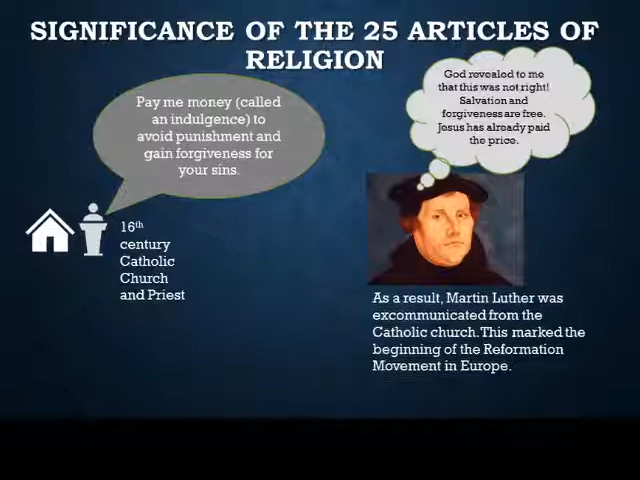 SIGNIFICANCE OF THE 25 ARTICLES OF
RELIGION
Pay me money (called
an indulgence) to
avoid punishment and
gain forgiveness for
your sins.
God revealed to me
that this was not right!
Salvation and
forgiveness are free.
Jesus has already paid
the price.
16th
century
Catholic
Church
and Priest
As a result, Martin Luther was
excommunicated from the
Catholic church. This marked the
beginning of the Reformation
Movement in Europe.